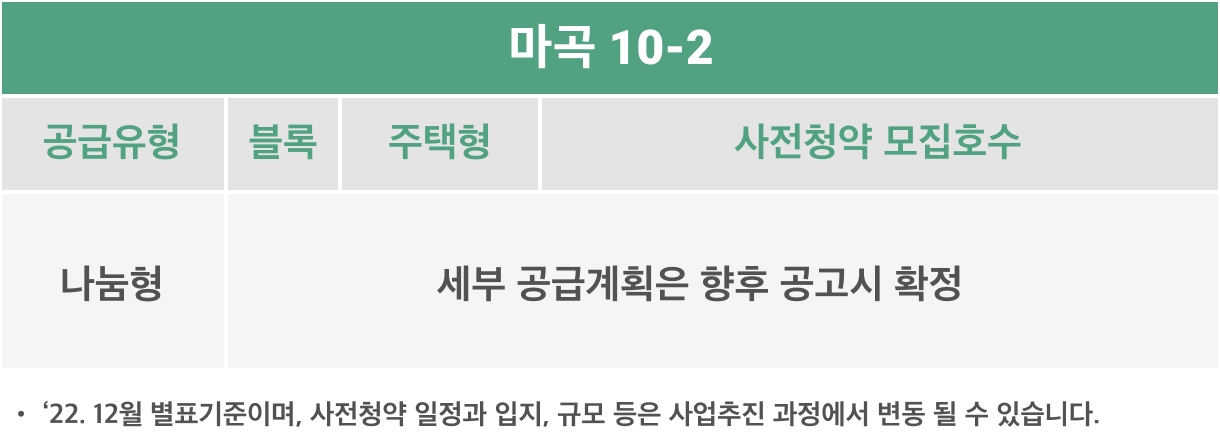 마곡 10-2
공급유형 블록 주택형 사전청약 모집호수
나눔형 세부 공급계획은 향후 공고시 확정
• ‘22. 12월 별표기준이며, 사전청약 일정과 입지, 규모 등은 사업추진 과정에서 변동 될 수 있습니다.